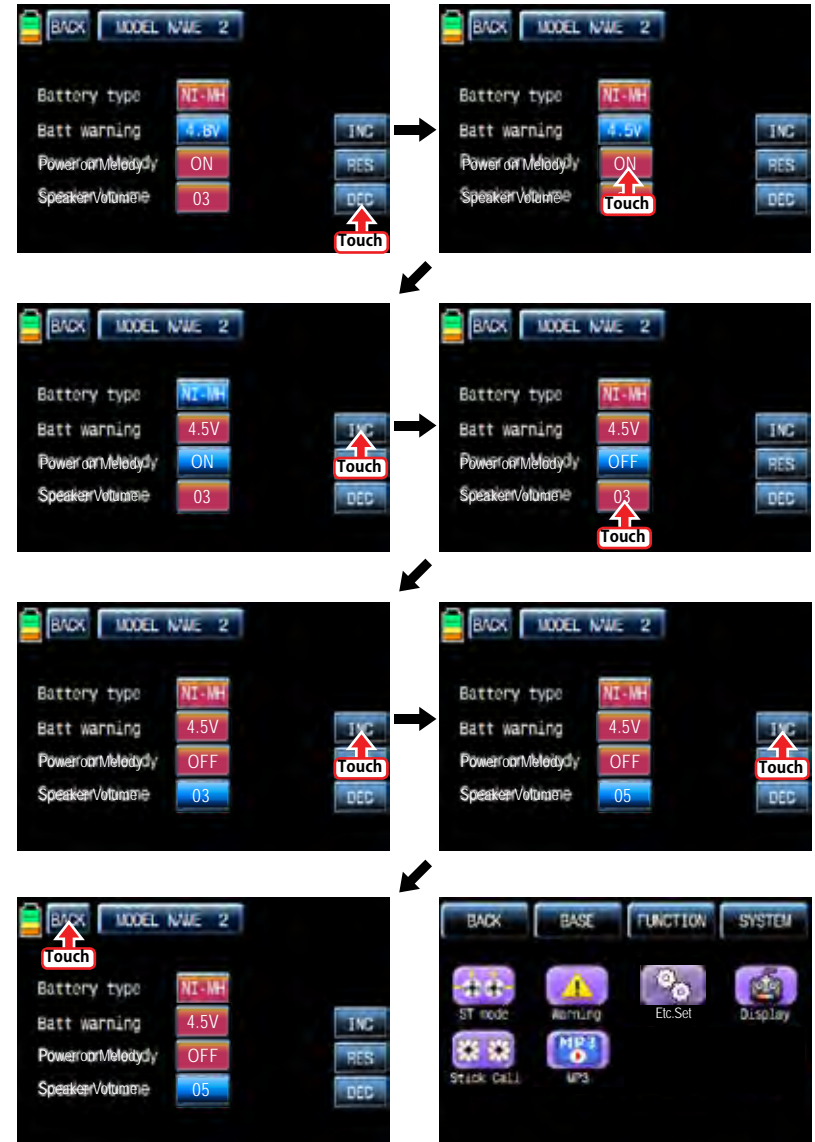 BACK MODEL NAME 2
Battery type NI-MH
Batt warning 4.8V INC
Power on Melody ON RES
Speaker Volume 03 DEC
Touch
BACK MODEL NAME 2
Battery type NI-MH
Batt warning 4.5V INC
Power on Melody ON RES
Speaker Volume DEC
Touch
BACK MODEL NAME 2
Battery type NI-MH
Batt warning 4.5V INC
Power on Melody ON Touch
Speaker Volume 03 DEC
BACK MODEL NAME 2
Battery type NI-MH
Batt warning 4.5V INC
Power on Melody OFF RES
Speaker Volume 03 DEC
Touch
BACK MODEL NAME 2
Battery type NI-MH
Batt warning 4.5V INC
Power on Melody OFF Touch
Speaker Volume 03 DEC
BACK MODEL NAME 2
Battery type NI-MH
Batt warning 4.5V INC
Power on Melody OFF Touch
Speaker Volume 05 DEC
BACK MODEL NAME 2
Touch
Battery type NI-MH
Batt warning 4.5V INC
Power on Melody OFF RES
Speaker Volume 05 DEC
BACK BASE FUNCTION SYSTEM
ST mode Warning Etc.Set Display
MP3
Stick Cali MP3